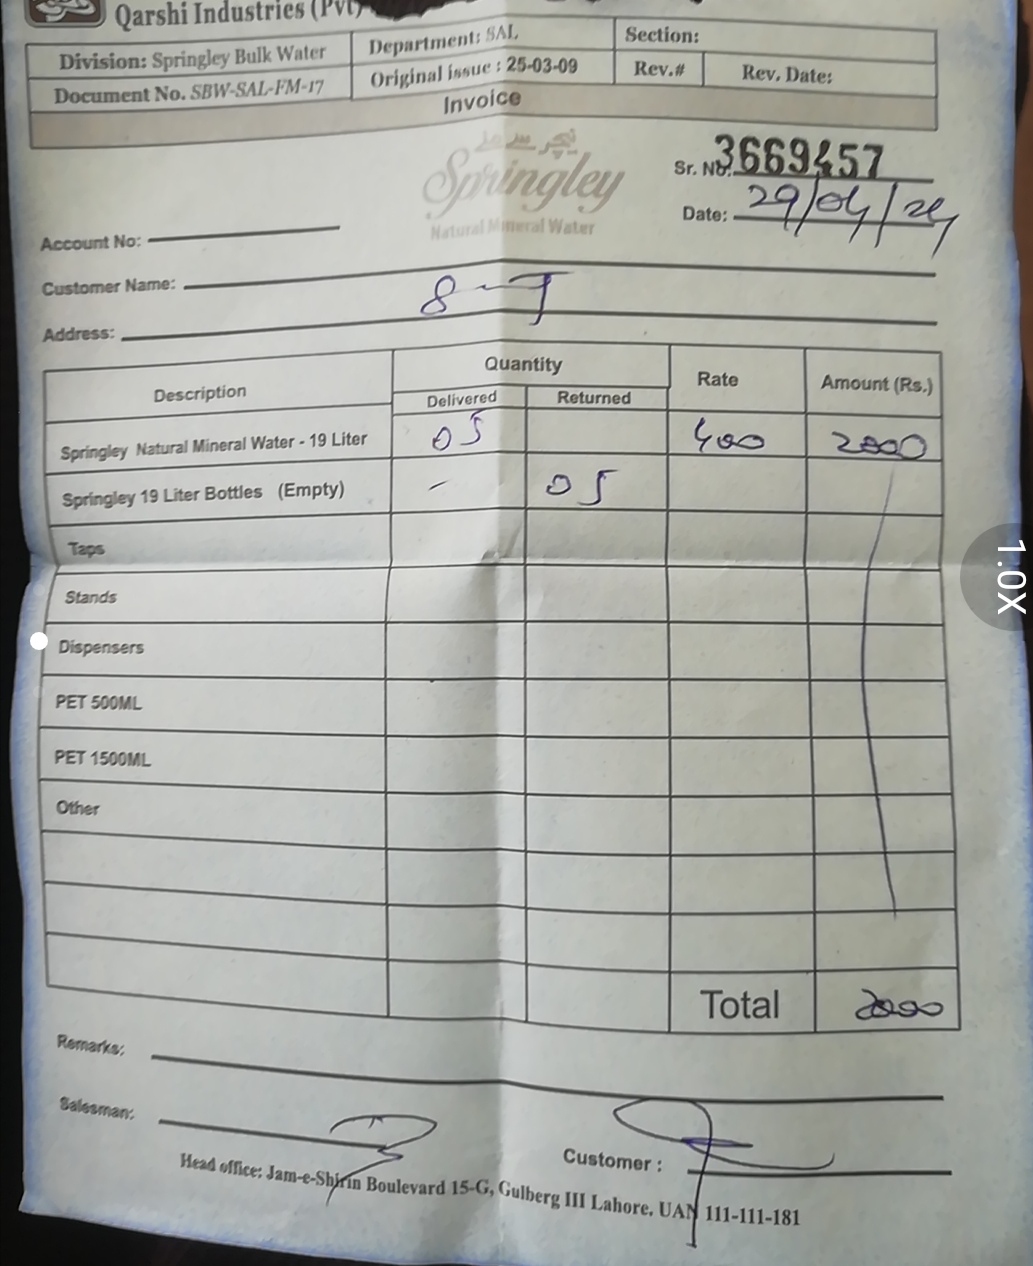 Qarshi Industries (Pvt)
Division: Springley Bulk Water
Department: SAL
Section:
Document No. SBW-SAL-FM-17
Original issue : 25-03-09
Rev.#
Rev. Date:
Invoice
Springley
Natural Mineral Water
Sr. No. 3669457
Date: 29/04/24
Account No:
Customer Name:
Address:
Description Quantity Rate Amount (Rs.)
Delivered Returned
Springley Natural Mineral Water - 19 Liter 05 400 2000
Springley 19 Liter Bottles (Empty) - 05
Taps
Stands
Dispensers
PET 500ML
PET 1500ML
Other
Total 2000
Remarks:
Salesman:
Customer :
Head office: Jam-e-Shirin Boulevard 15-G, Gulberg III Lahore. UAN 111-111-181
1.0X